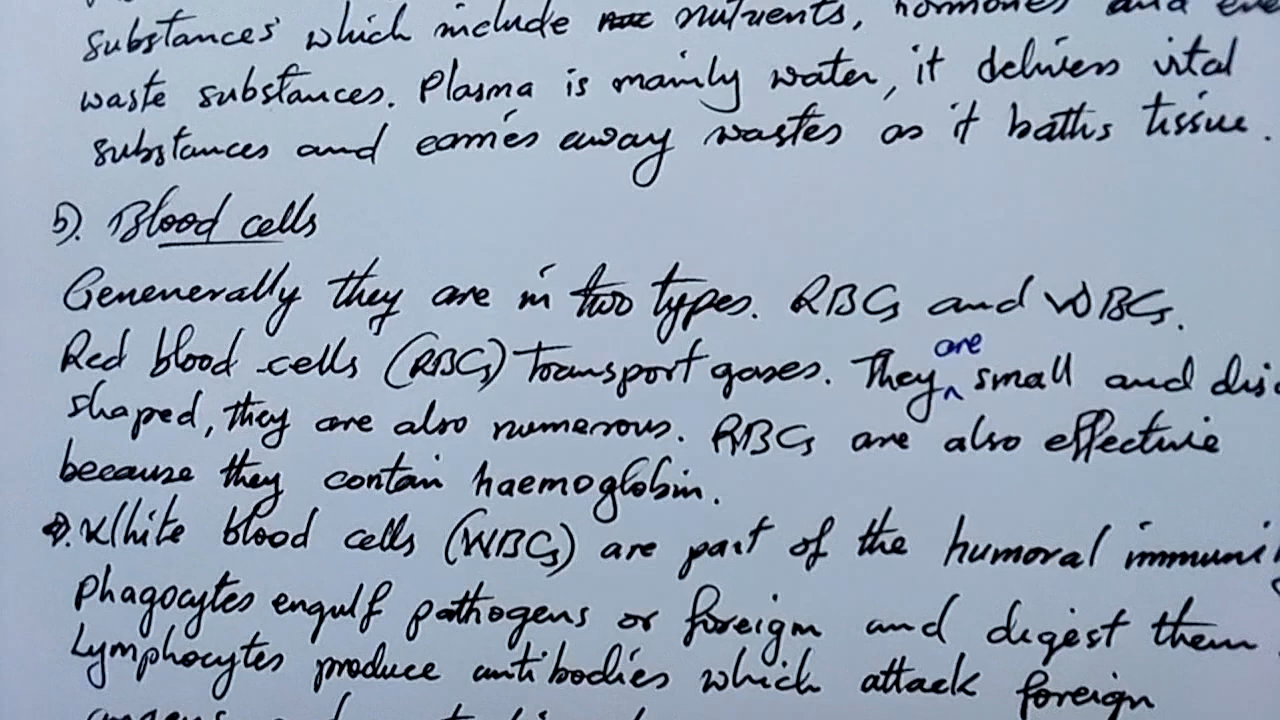 substances which include nutrients, hormones and
waste substances. Plasma is mainly water, it delivers vital
substances and carries away wastes as it baths tissue.
5). Blood cells
Genenerally they are in two types. RBCs and WBCs.
Red blood cells (RBCs) transport gases. They are small and
shaped, they are also numerous. RBCs are also effective
because they contain haemoglobin.
White blood cells (WBCs) are part of the humoral
Phagocytes engulf pathogens or foreign and digest them
Lymphocytes produce antibodies which attack foreign